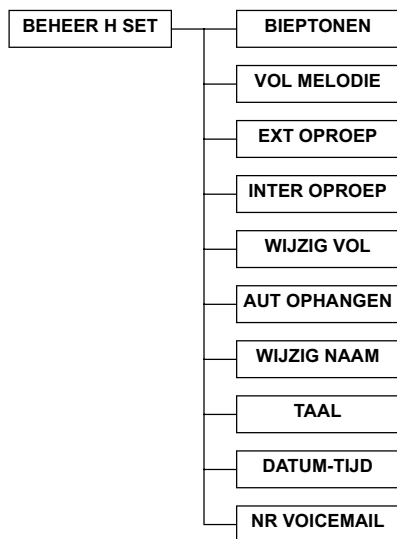 BEHEER H SET
BIEPTONEN
VOL MELODIE
EXT OPROEP
INTER OPROEP
WIJZIG VOL
AUT OPHANGEN
WIJZIG NAAM
TAAL
DATUM-TIJD
NR VOICEMAIL